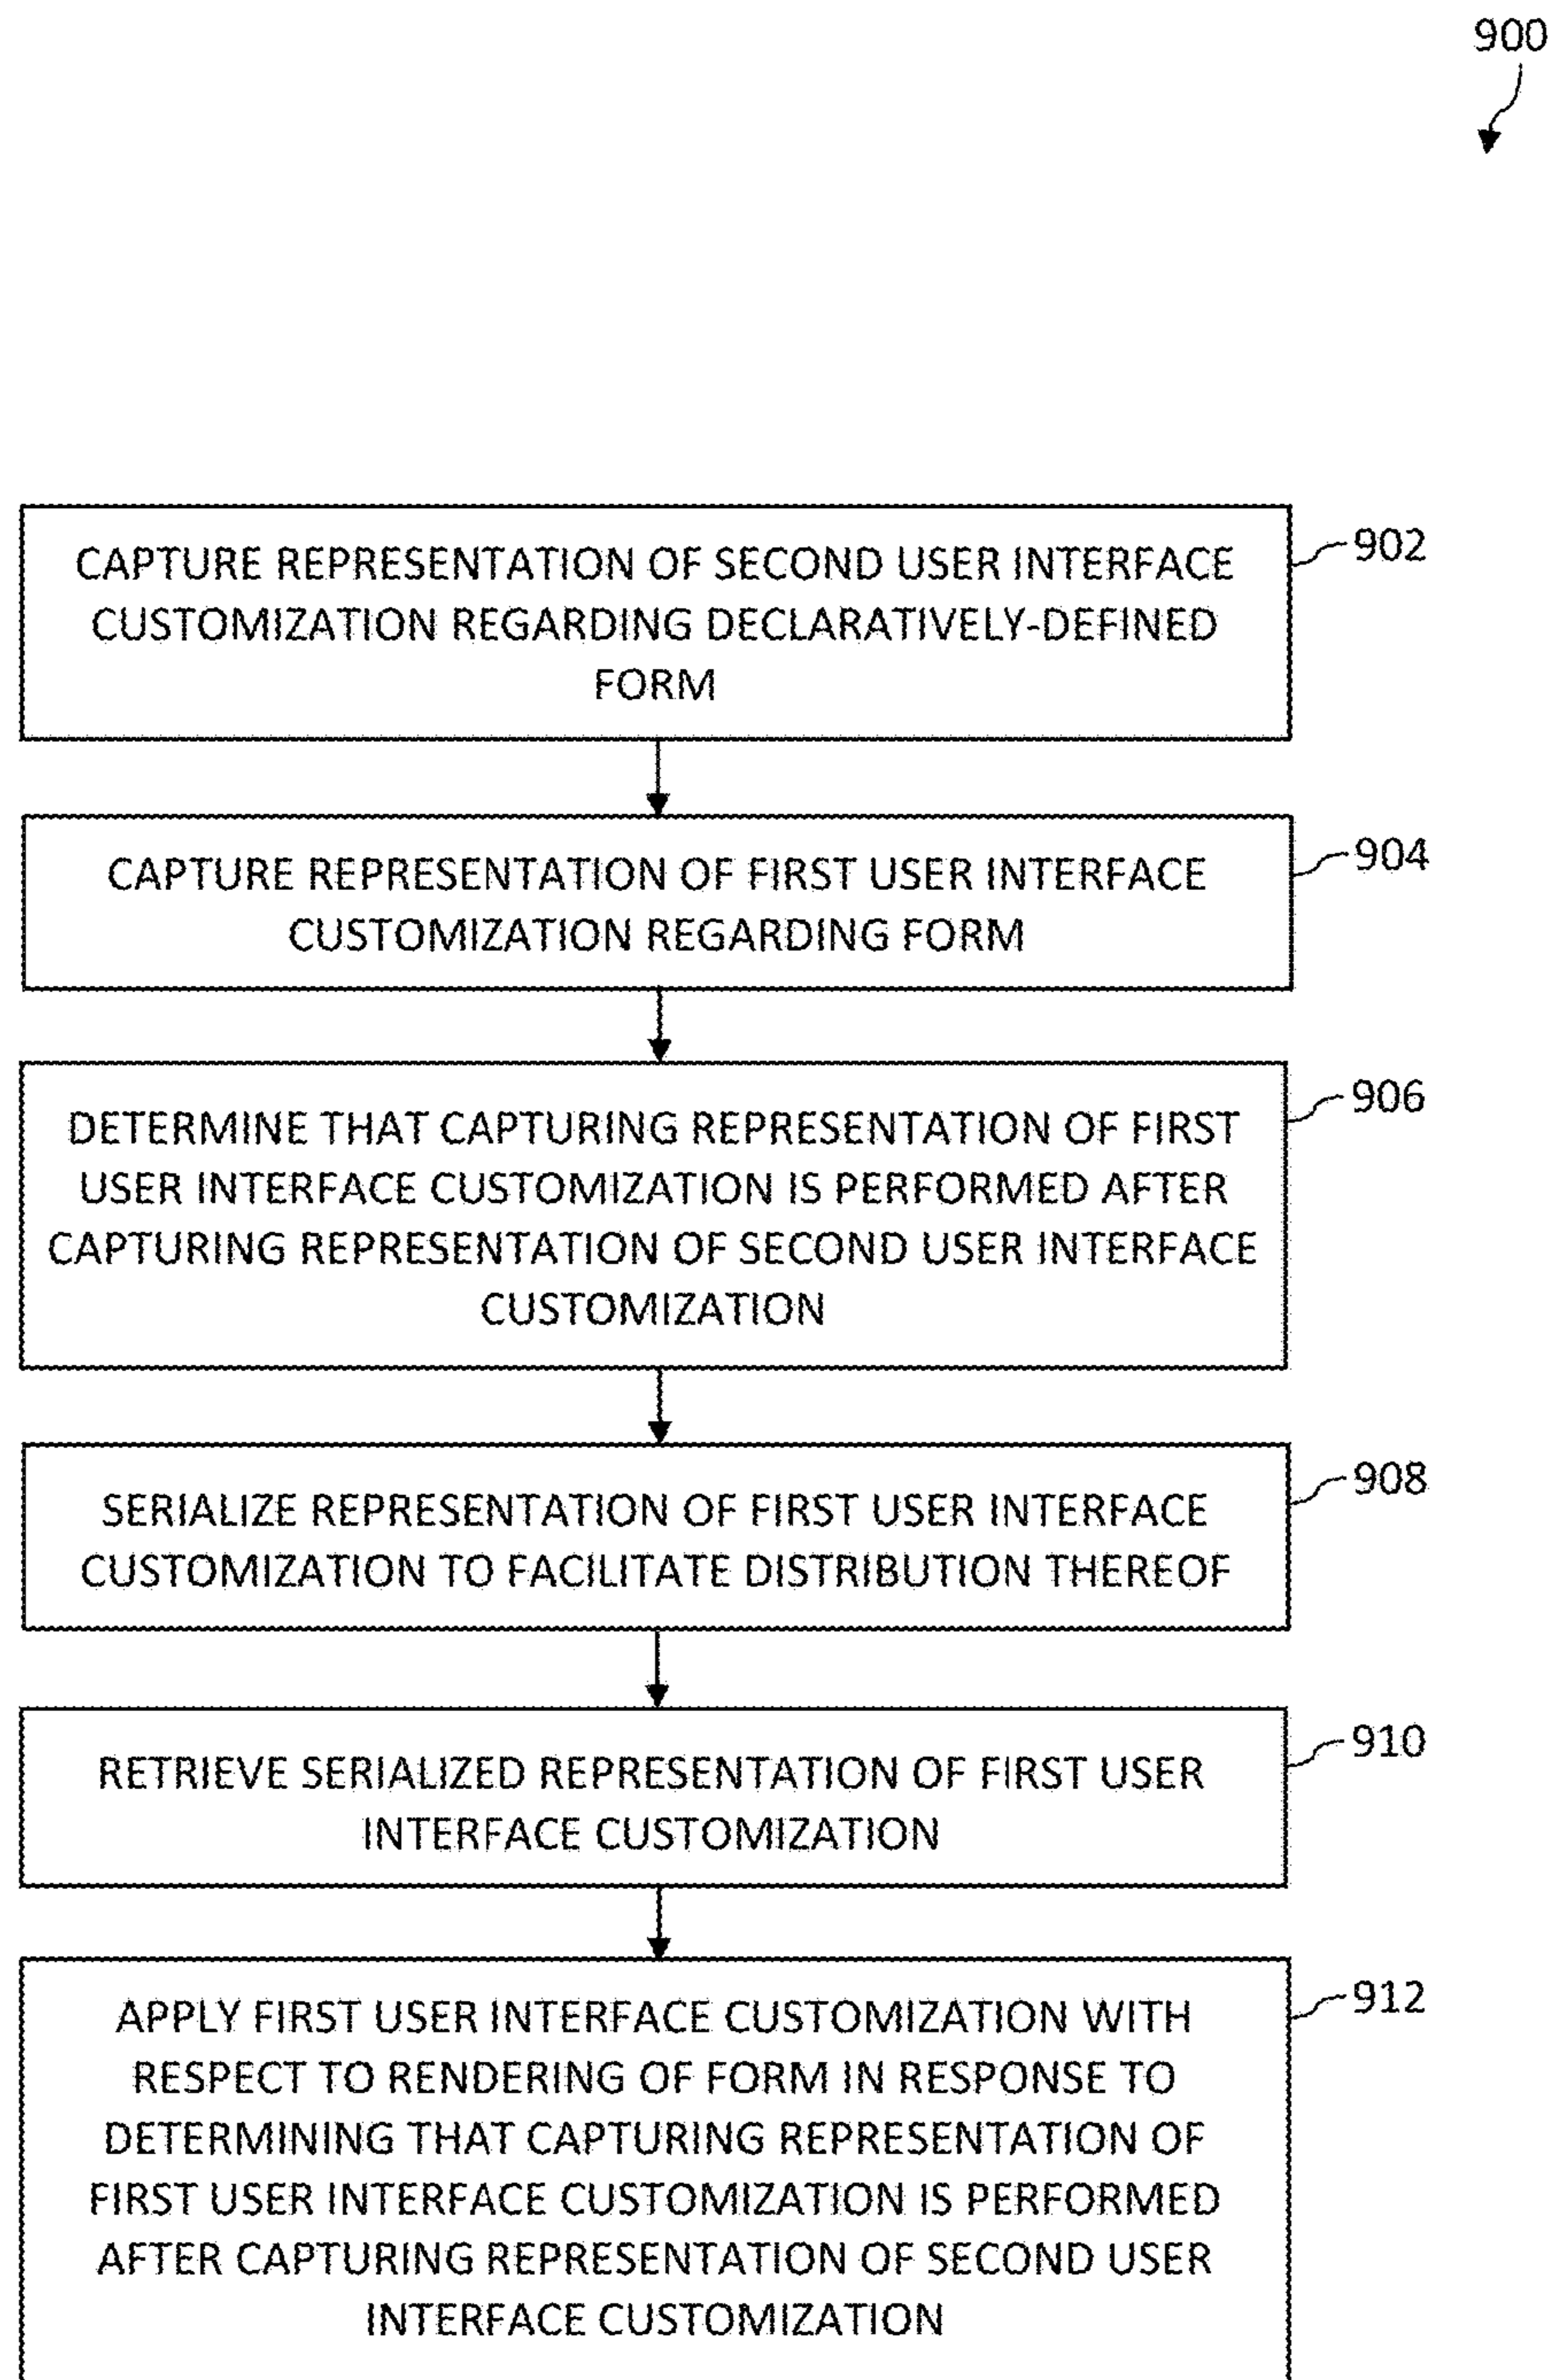 900
CAPTURE REPRESENTATION OF SECOND USER INTERFACE
CUSTOMIZATION REGARDING DECLARATIVELY-DEFINED
FORM
902
CAPTURE REPRESENTATION OF FIRST USER INTERFACE
CUSTOMIZATION REGARDING FORM
904
DETERMINE THAT CAPTURING REPRESENTATION OF FIRST
USER INTERFACE CUSTOMIZATION IS PERFORMED AFTER
CAPTURING REPRESENTATION OF SECOND USER INTERFACE
CUSTOMIZATION
906
SERIALIZE REPRESENTATION OF FIRST USER INTERFACE
CUSTOMIZATION TO FACILITATE DISTRIBUTION THEREOF
908
RETRIEVE SERIALIZED REPRESENTATION OF FIRST USER
INTERFACE CUSTOMIZATION
910
APPLY FIRST USER INTERFACE CUSTOMIZATION WITH
RESPECT TO RENDERING OF FORM IN RESPONSE TO
DETERMINING THAT CAPTURING REPRESENTATION OF
FIRST USER INTERFACE CUSTOMIZATION IS PERFORMED
AFTER CAPTURING REPRESENTATION OF SECOND USER
INTERFACE CUSTOMIZATION
912